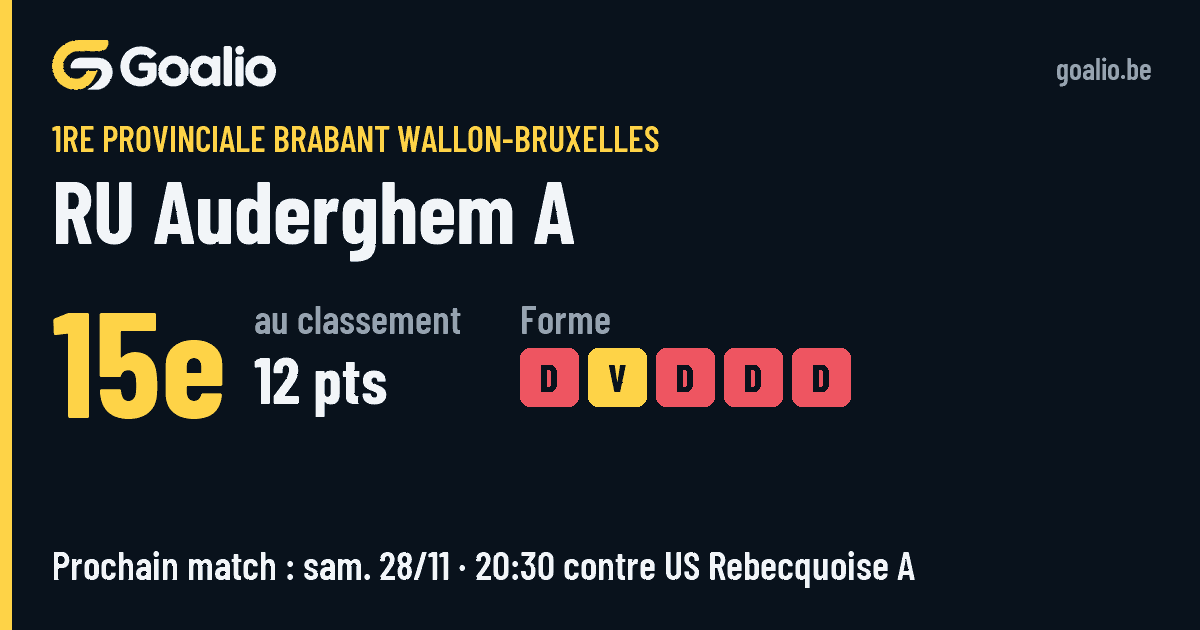 Goalio
goalio.be
1RE PROVINCIALE BRABANT WALLON-BRUXELLES
RU Auderghem A
15e
au classement
12 pts
Forme
D V D D D
Prochain match : sam. 28/11 · 20:30 contre US Rebecquoise A